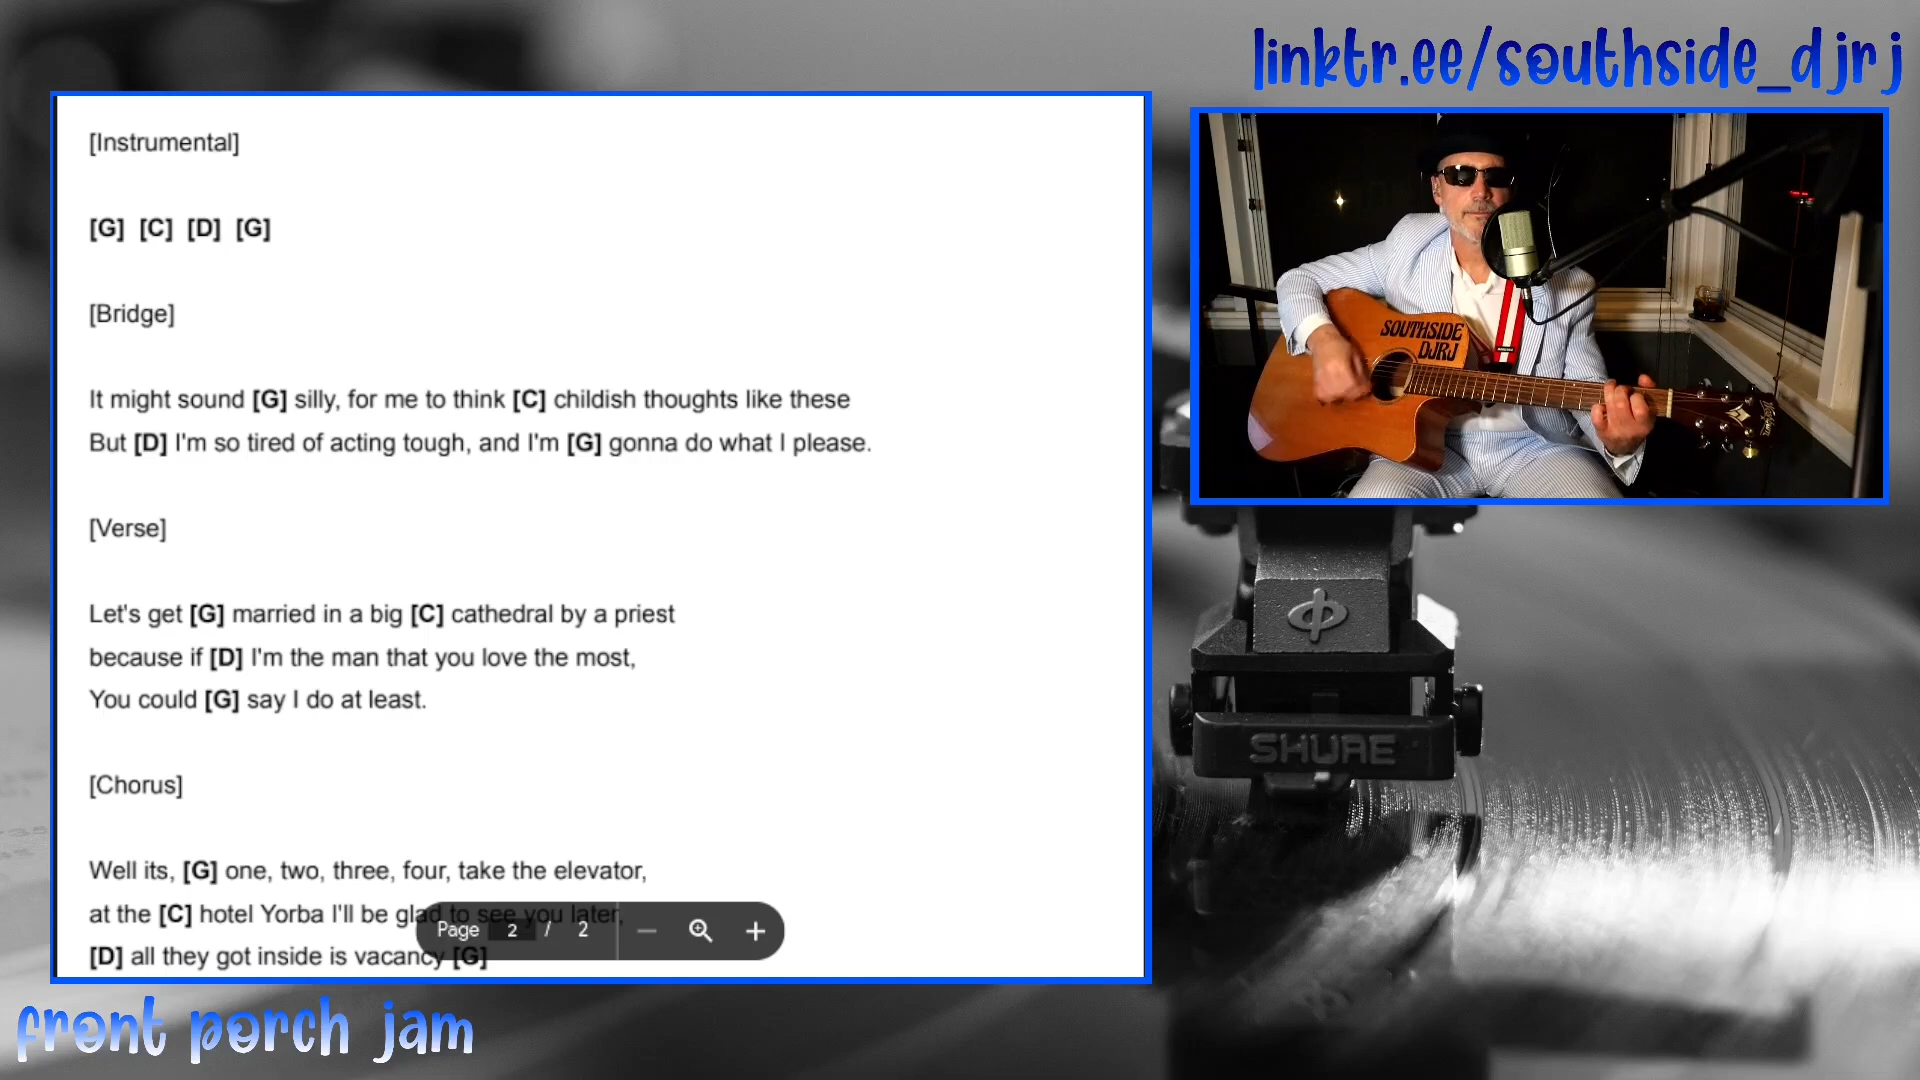 linktr.ee/southside_djrj
[Instrumental]
[G] [C] [D] [G]
[Bridge]
It might sound [G] silly, for me to think [C] childish thoughts like these
But [D] I'm so tired of acting tough, and I'm [G] gonna do what I please.
[Verse]
Let's get [G] married in a big [C] cathedral by a priest
because if [D] I'm the man that you love the most,
You could [G] say I do at least.
[Chorus]
Well its, [G] one, two, three, four, take the elevator,
at the [C] hotel Yorba I'll be glad to see you later,
[D] all they got inside is vacancy [G]
Page 2 / 2
SOUTHSIDE
DJRJ
SHURE
front porch jam